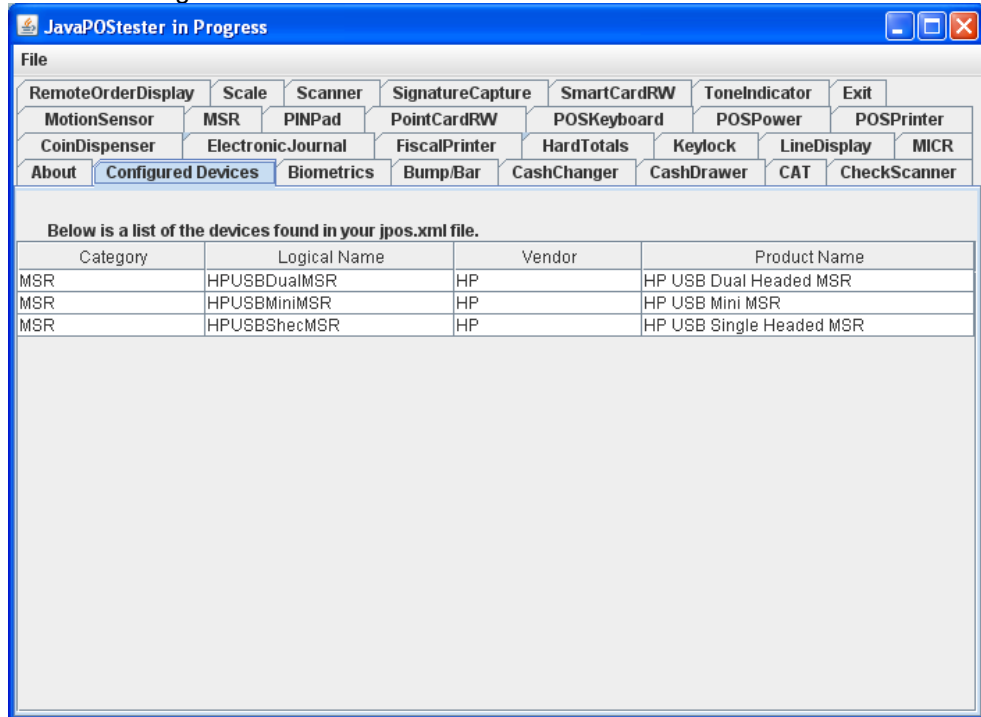 JavaPOStester in Progress
File
RemoteOrderDisplay Scale Scanner SignatureCapture SmartCardRW ToneIndicator Exit
MotionSensor MSR PINPad PointCardRW POSKeyboard POSPower POSPrinter
CoinDispenser ElectronicJournal FiscalPrinter HardTotals Keylock LineDisplay MICR
About Configured Devices Biometrics Bump/Bar CashChanger CashDrawer CAT CheckScanner
Below is a list of the devices found in your jpos.xml file.
Category Logical Name Vendor Product Name
MSR HPUSBDualMSR HP HP USB Dual Headed MSR
MSR HPUSBMiniMSR HP HP USB Mini MSR
MSR HPUSBShecMSR HP HP USB Single Headed MSR